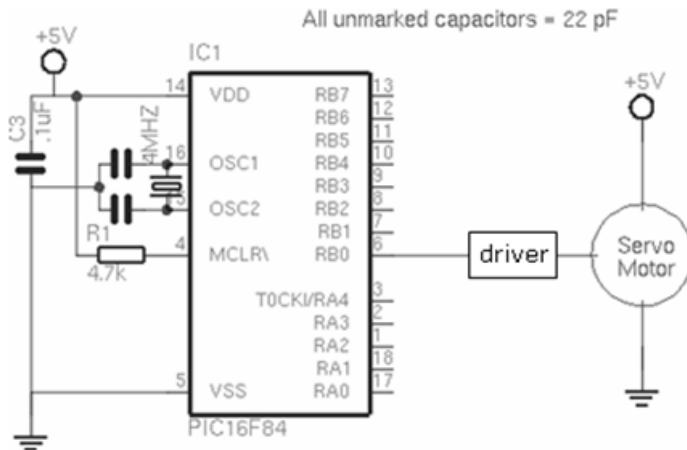 All unmarked capacitors = 22 pF
+5V
IC1
+5V
C3
.1uF
4MHZ
R1
4.7k
14
16
4
5
VDD
OSC1
OSC2
MCLR\
VSS
RB7
RB6
RB5
RB4
RB3
RB2
RB1
RB0
T0CKI/RA4
RA3
RA2
RA1
RA0
13
12
11
10
9
8
7
6
3
2
1
18
17
PIC16F84
driver
Servo
Motor